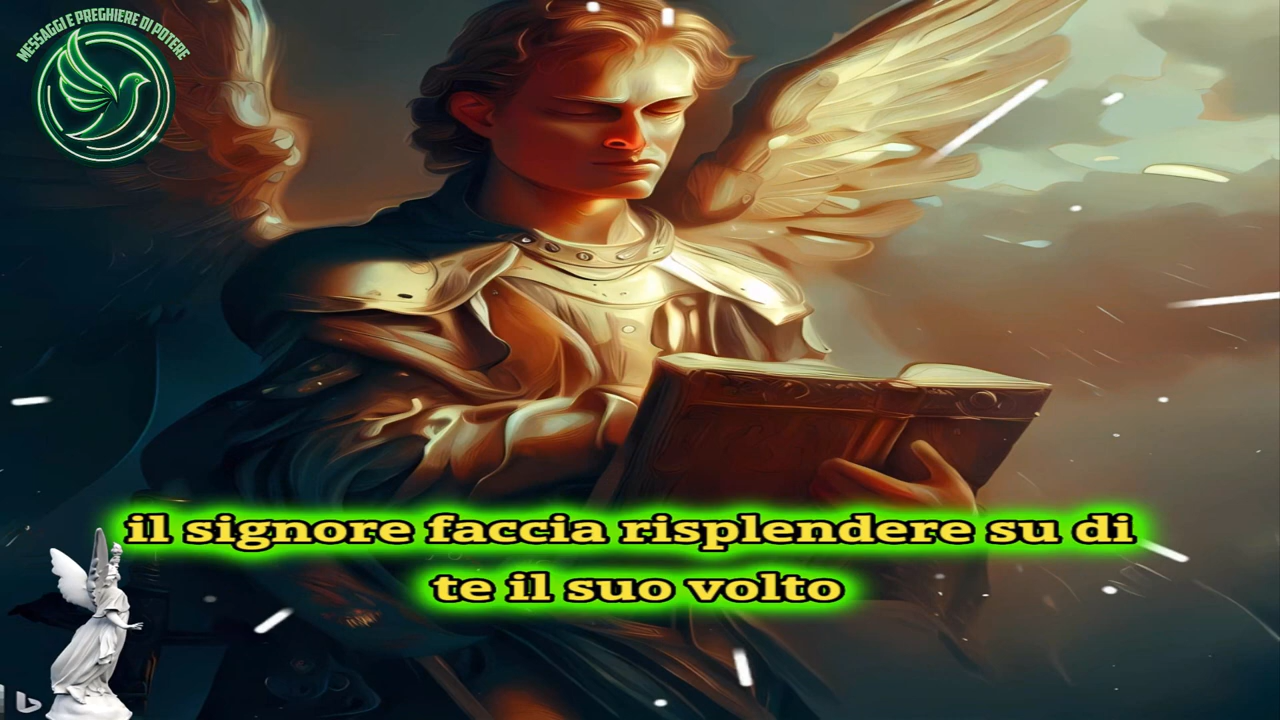 MESSAGGI E PREGHIERE DI POTERE
il signore faccia risplendere su di
te il suo volto